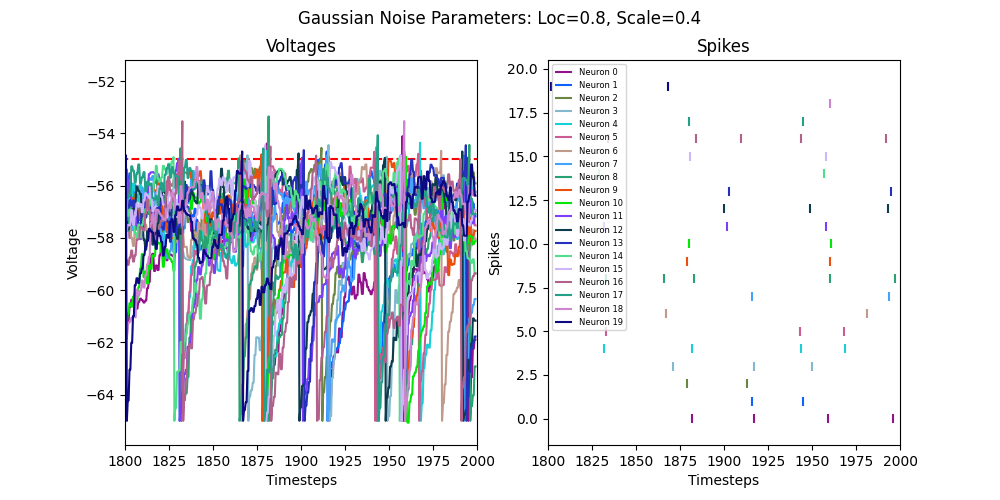 Gaussian Noise Parameters: Loc=0.8, Scale=0.4
Voltages
Voltage
−52
−54
−56
−58
−60
−62
−64
1800
1825
1850
1875
1900
1925
1950
1975
2000
Timesteps
Spikes
Spikes
20.0
17.5
15.0
12.5
10.0
7.5
5.0
2.5
0.0
Neuron 0
Neuron 1
Neuron 2
Neuron 3
Neuron 4
Neuron 5
Neuron 6
Neuron 7
Neuron 8
Neuron 9
Neuron 10
Neuron 11
Neuron 12
Neuron 13
Neuron 14
Neuron 15
Neuron 16
Neuron 17
Neuron 18
Neuron 19
1800
1825
1850
1875
1900
1925
1950
1975
2000
Timesteps